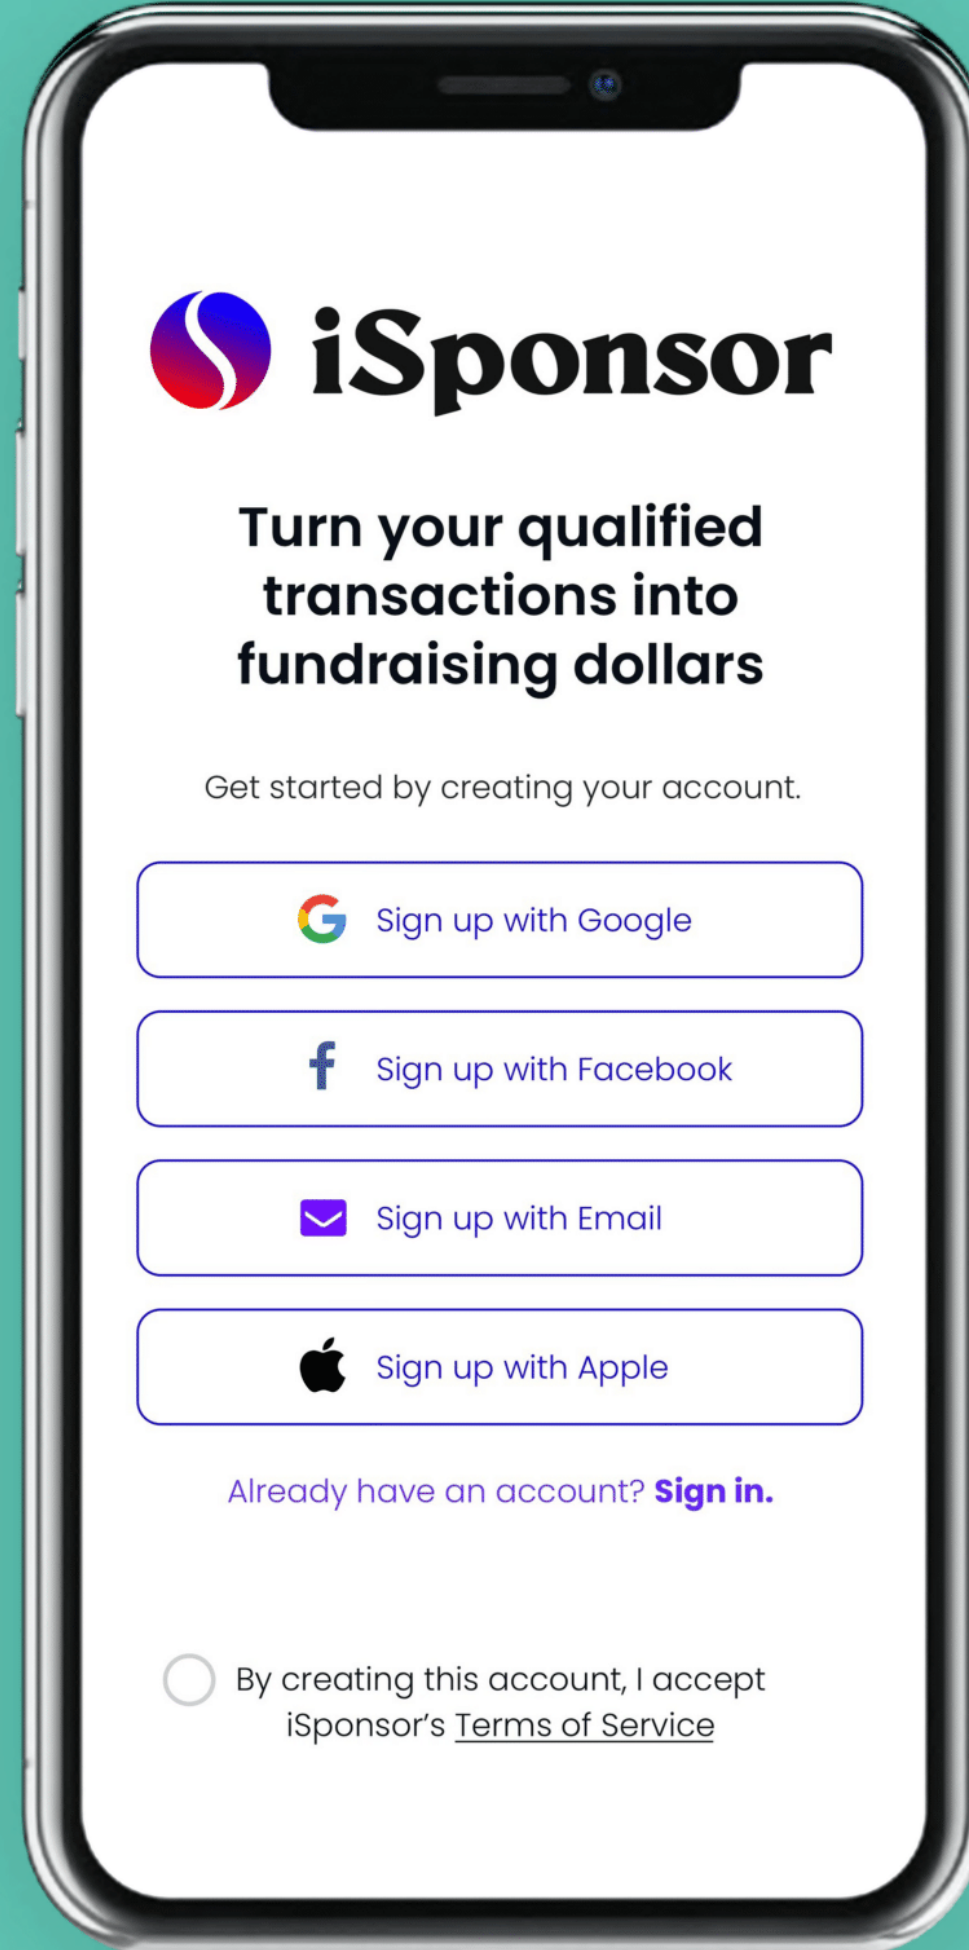 iSponsor
Turn your qualified
transactions into
fundraising dollars
Get started by creating your account.
Sign up with Google
Sign up with Facebook
Sign up with Email
Sign up with Apple
Already have an account? Sign in.
By creating this account, I accept
iSponsor’s Terms of Service